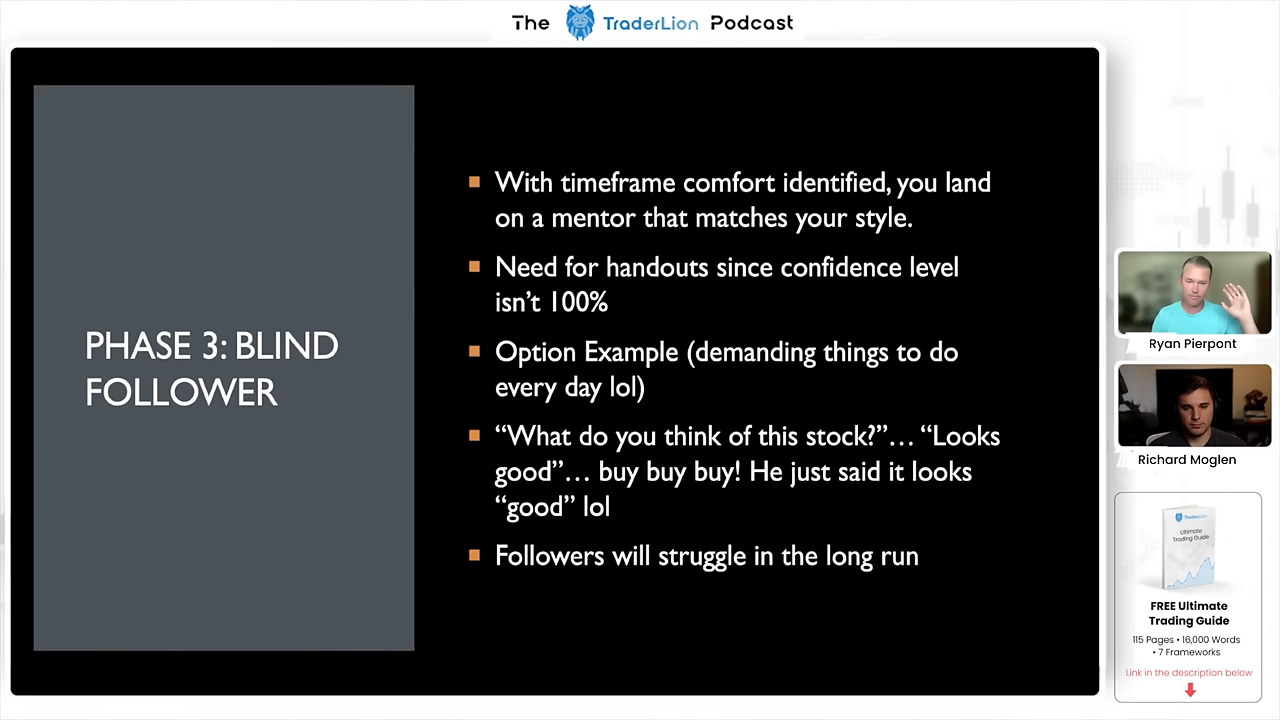 The TraderLion Podcast
PHASE 3: BLIND
FOLLOWER
With timeframe comfort identified, you land
on a mentor that matches your style.
Need for handouts since confidence level
isn’t 100%
Option Example (demanding things to do
every day lol)
“What do you think of this stock?”… “Looks
good”… buy buy buy! He just said it looks
“good” lol
Followers will struggle in the long run
Ryan Pierpont
Richard Moglen
TraderLion
Ultimate
Trading Guide
FREE Ultimate
Trading Guide
115 Pages • 16,000 Words
• 7 Frameworks
Link in the description below